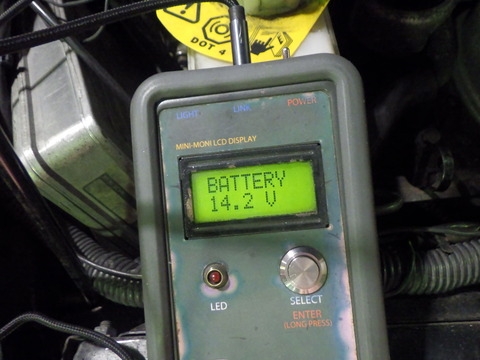 DOT 4
LIGHT LINK POWER
MINI-MONI LCD DISPLAY
BATTERY
14.2 V
LED
SELECT
ENTER
(LONG PRESS)